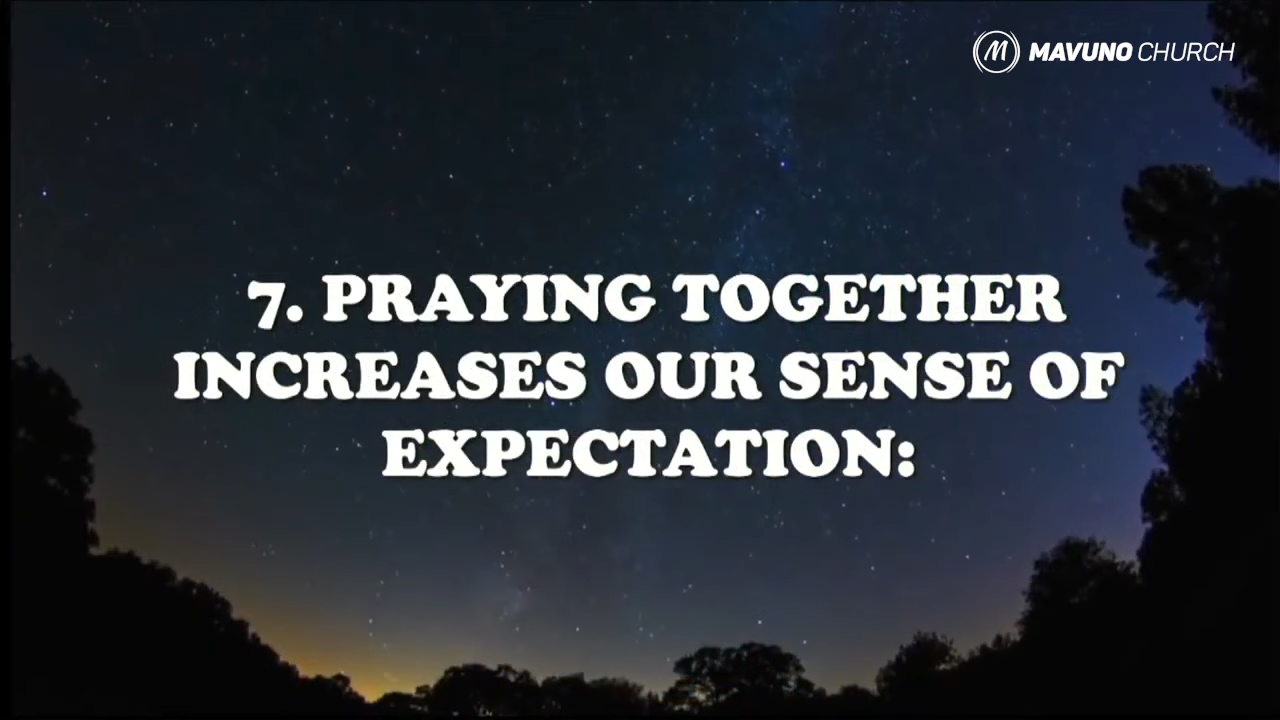 MAVUNO CHURCH
7. PRAYING TOGETHER
INCREASES OUR SENSE OF
EXPECTATION: